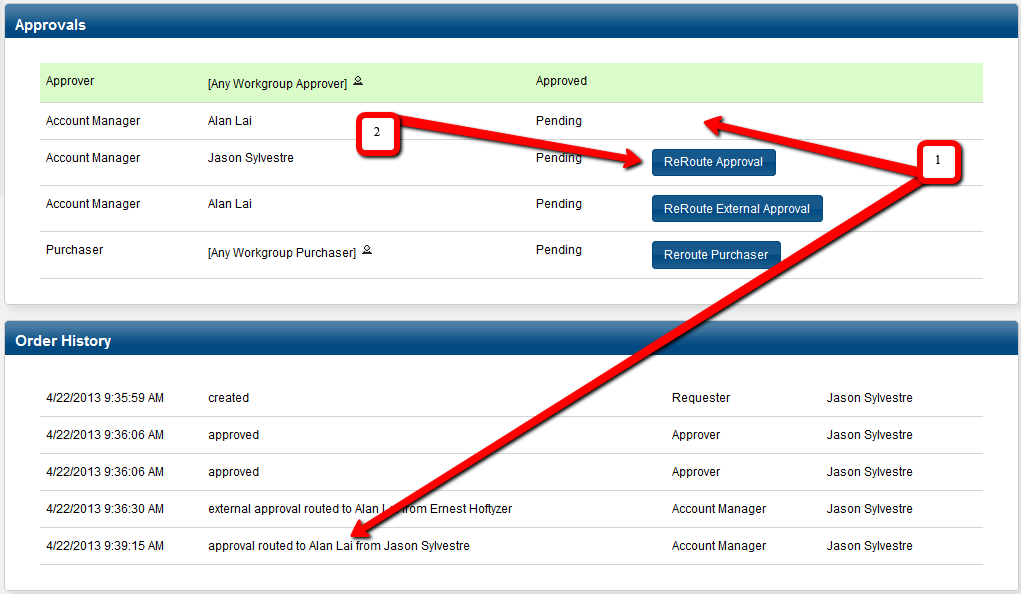 Approvals
Approver [Any Workgroup Approver] Approved
Account Manager Alan Lai Pending
2
1
Account Manager Jason Sylvestre Pending ReRoute Approval
Account Manager Alan Lai Pending ReRoute External Approval
Purchaser [Any Workgroup Purchaser] Pending Reroute Purchaser
Order History
4/22/2013 9:35:59 AM created Requester Jason Sylvestre
4/22/2013 9:36:06 AM approved Approver Jason Sylvestre
4/22/2013 9:36:06 AM approved Approver Jason Sylvestre
4/22/2013 9:36:30 AM external approval routed to Alan Lai from Ernest Hoftyzer Account Manager Jason Sylvestre
4/22/2013 9:39:15 AM approval routed to Alan Lai from Jason Sylvestre Account Manager Jason Sylvestre